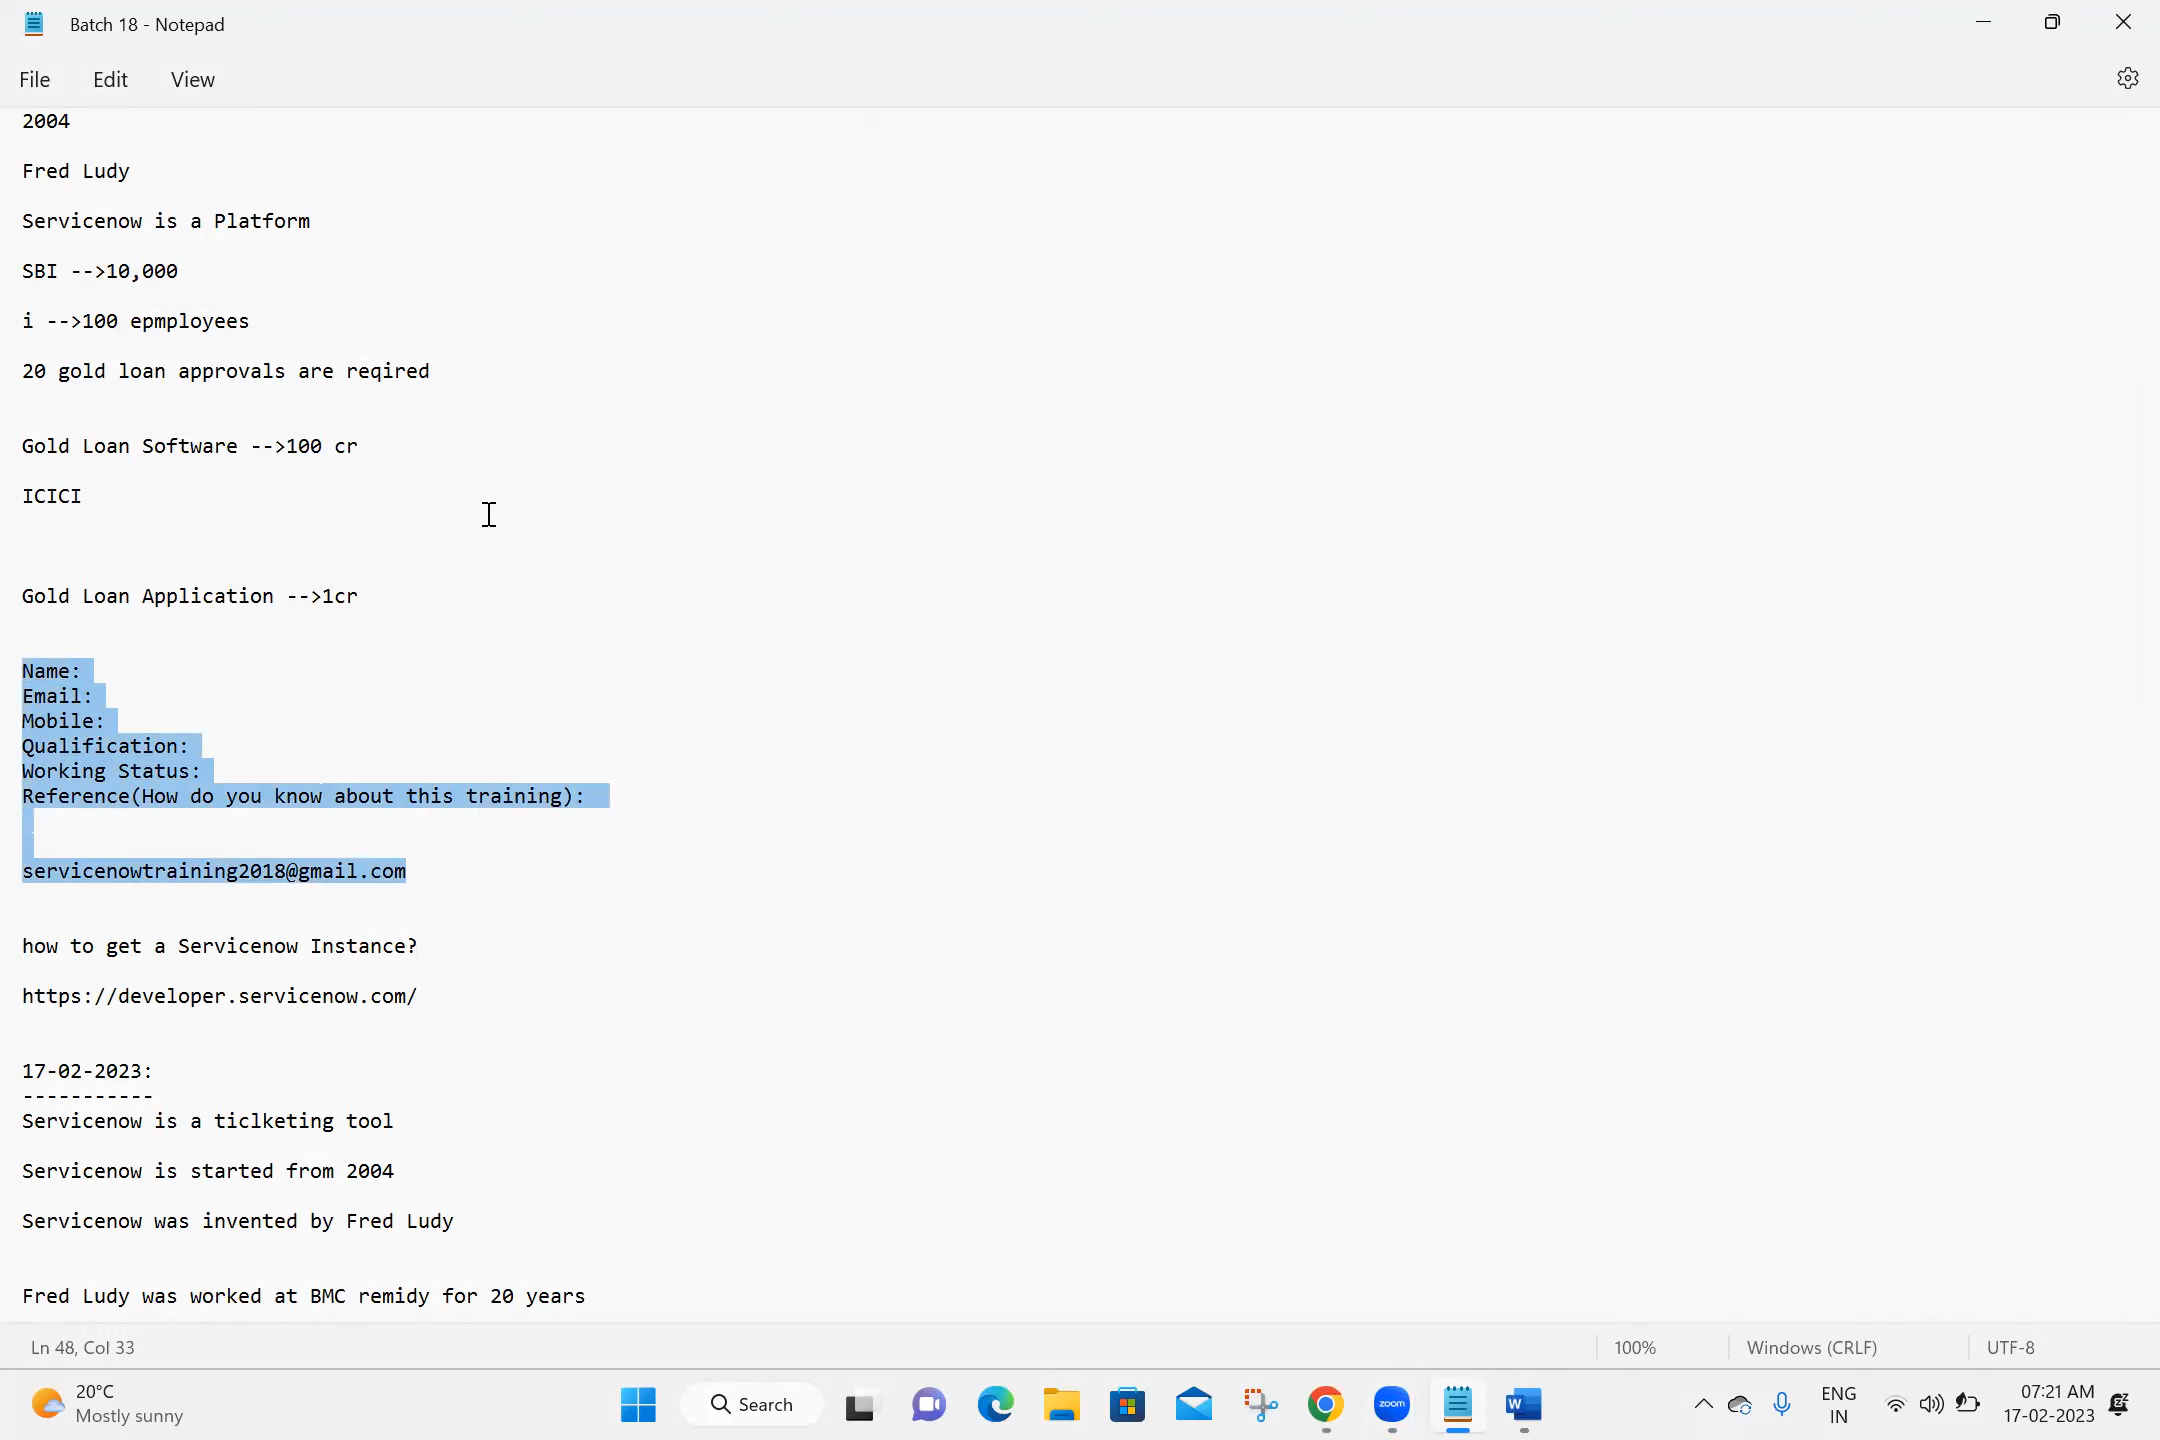 Batch 18 - Notepad
File Edit View
2004
Fred Ludy
Servicenow is a Platform
SBI -->10,000
i -->100 epmployees
20 gold loan approvals are reqired
Gold Loan Software -->100 cr
ICICI
Gold Loan Application -->1cr
Name:
Email:
Mobile:
Qualification:
Working Status:
Reference(How do you know about this training):
servicenowtraining2018@gmail.com
how to get a Servicenow Instance?
https://developer.servicenow.com/
17-02-2023:
-----------
Servicenow is a ticlketing tool
Servicenow is started from 2004
Servicenow was invented by Fred Ludy
Fred Ludy was worked at BMC remidy for 20 years
Ln 48, Col 33 100% Windows (CRLF) UTF-8
20°C
Mostly sunny
Search
zoom
W
ENG
IN
07:21 AM
17-02-2023